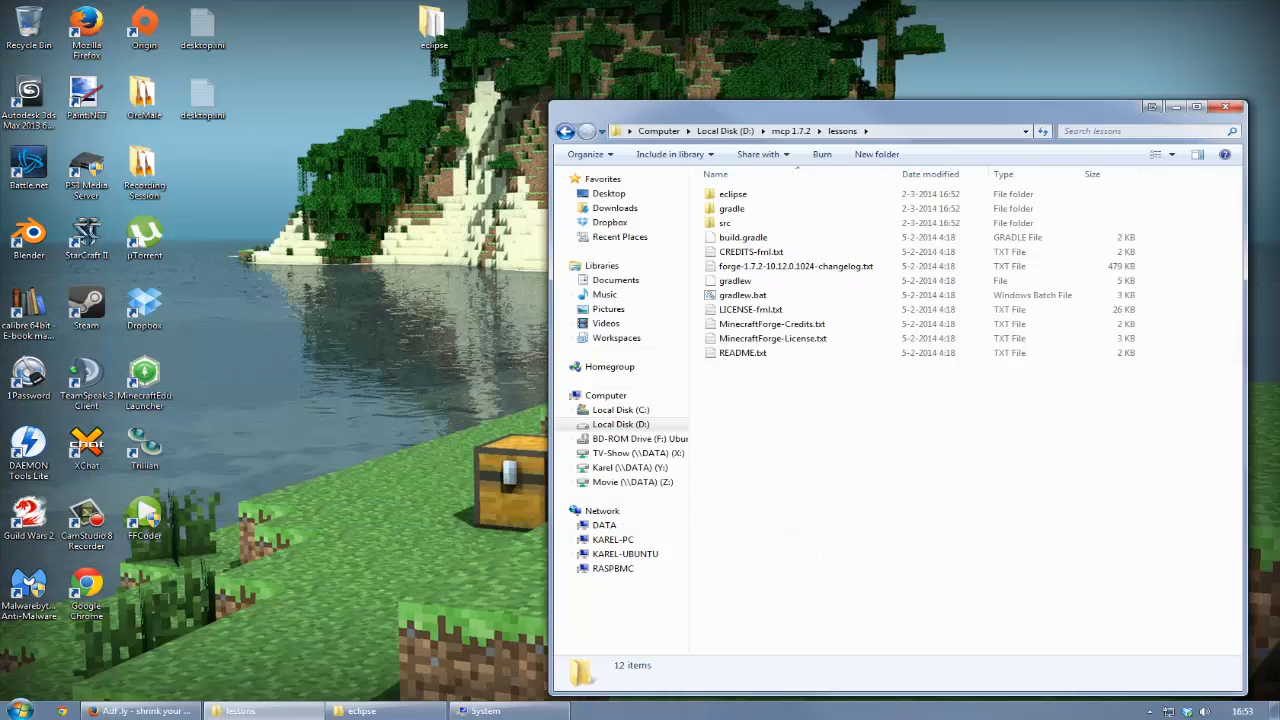 Recycle Bin
Mozilla
Firefox
Origin
desktop.ini
eclipse
Autodesk 3ds
Max 2013 6...
Paint.NET
OrcMale
desktop.ini
Battle.net
PS3 Media
Server
Recording
Session
Blender
StarCraft II
µTorrent
calibre 64bit -
E-book ma...
Steam
Dropbox
1Password
TeamSpeak 3
Client
MinecraftEdu
Launcher
DAEMON
Tools Lite
XChat
Trillian
Guild Wars 2
CamStudio 8
Recorder
FFCoder
Malwarebyt...
Anti-Malware
Google
Chrome
Computer Local Disk (D:) mcp 1.7.2 lessons
Search lessons
Organize Include in library Share with Burn New folder
Favorites
Desktop
Downloads
Dropbox
Recent Places
Libraries
Documents
Music
Pictures
Videos
Workspaces
Homegroup
Computer
Local Disk (C:)
Local Disk (D:)
BD-ROM Drive (F:) Ubur
TV-Show (\\DATA) (X:)
Karel (\\DATA) (Y:)
Movie (\\DATA) (Z:)
Network
DATA
KAREL-PC
KAREL-UBUNTU
RASPBMC
Name Date modified Type Size
eclipse 2-3-2014 16:52 File folder
gradle 2-3-2014 16:52 File folder
src 2-3-2014 16:52 File folder
build.gradle 5-2-2014 4:18 GRADLE File 2 KB
CREDITS-fml.txt 5-2-2014 4:18 TXT File 2 KB
forge-1.7.2-10.12.0.1024-changelog.txt 5-2-2014 4:18 TXT File 479 KB
gradlew 5-2-2014 4:18 File 5 KB
gradlew.bat 5-2-2014 4:18 Windows Batch File 3 KB
LICENSE-fml.txt 5-2-2014 4:18 TXT File 26 KB
MinecraftForge-Credits.txt 5-2-2014 4:18 TXT File 2 KB
MinecraftForge-License.txt 5-2-2014 4:18 TXT File 3 KB
README.txt 5-2-2014 4:18 TXT File 2 KB
12 items
AdF.ly - shrink your ... lessons eclipse System 16:53